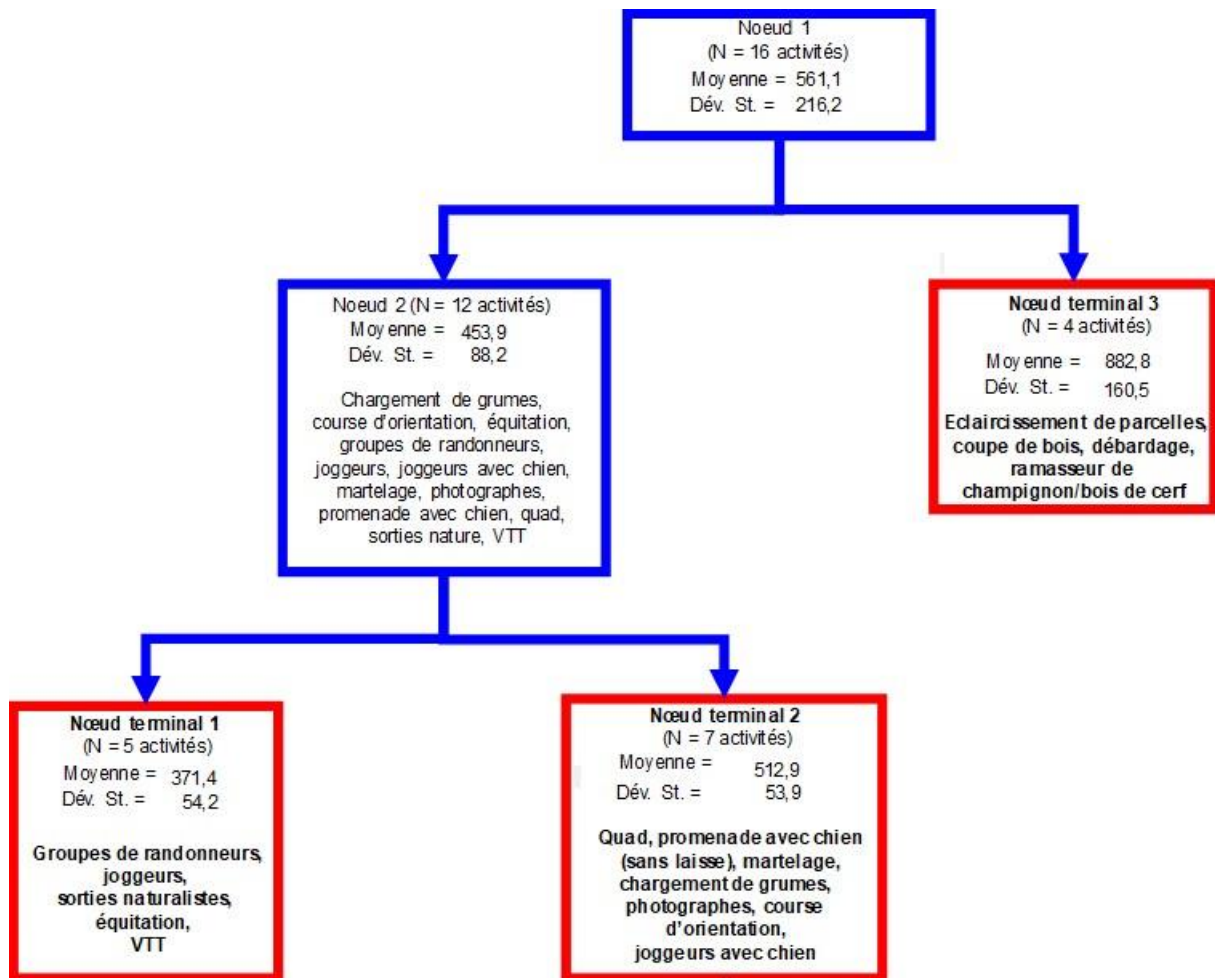 Noeud 1
(N = 16 activités)
Moyenne = 561,1
Dév. St. = 216,2
Noeud 2 (N = 12 activités)
Moyenne = 453,9
Dév. St. = 88,2
Chargement de grumes,
course d'orientation, équitation,
groupes de randonneurs,
joggeurs, joggeurs avec chien,
martelage, photographes,
promenade avec chien, quad,
sorties nature, VTT
Nœud terminal 3
(N = 4 activités)
Moyenne = 882,8
Dév. St. = 160,5
Eclaircissement de parcelles,
coupe de bois, débardage,
ramasseur de
champignon/bois de cerf
Nœud terminal 1
(N = 5 activités)
Moyenne = 371,4
Dév. St. = 54,2
Groupes de randonneurs,
joggeurs,
sorties naturalistes,
équitation,
VTT
Nœud terminal 2
(N = 7 activités)
Moyenne = 512,9
Dév. St. = 53,9
Quad, promenade avec chien
(sans laisse), martelage,
chargement de grumes,
photographes, course
d'orientation,
joggeurs avec chien